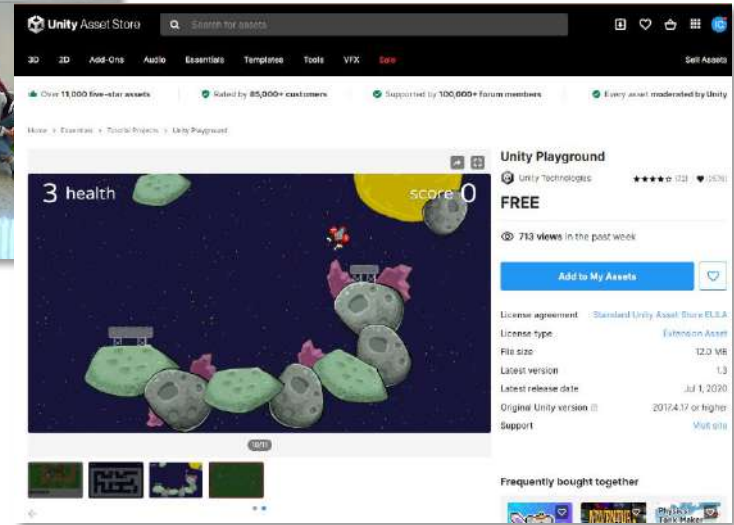 Unity Asset Store
Search for assets
IC
3D 2D Add-Ons Audio Essentials Templates Tools VFX Sale
Sell Assets
Over 11,000 five-star assets
Rated by 85,000+ customers
Supported by 100,000+ forum members
Every asset moderated by Unity
Home > Essentials > Tutorial Projects > Unity Playground
3 health
score 0
10/11
Unity Playground
Unity Technologies
FREE
713 views in the past week
Add to My Assets
License agreement Standard Unity Asset Store EULA
License type Extension Asset
File size 12.0 MB
Latest version 1.3
Latest release date Jul 1, 2020
Original Unity version 2017.4.17 or higher
Support Visit site
Frequently bought together